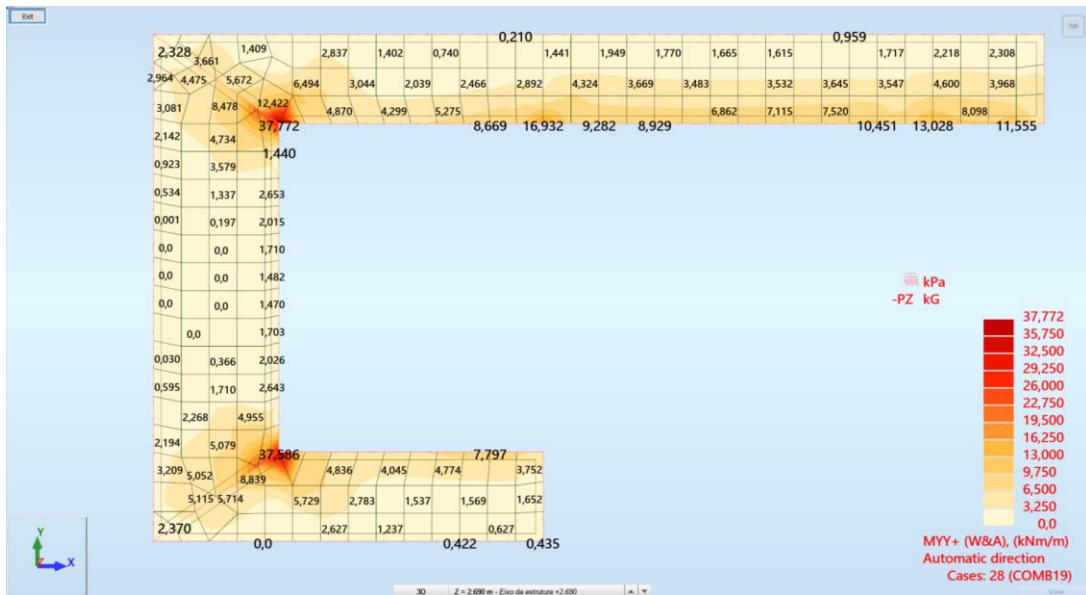 Exit
TOP
0,210 0,959
2,328 1,409 2,837 1,402 0,740 1,441 1,949 1,770 1,665 1,615 1,717 2,218 2,308
3,661
2,964 4,475 5,672 6,494 3,044 2,039 2,466 2,892 4,324 3,669 3,483 3,532 3,645 3,547 4,600 3,968
3,081 8,478 12,422 4,870 4,299 5,275 6,862 7,115 7,520 8,098
37,772 8,669 16,932 9,282 8,929 10,451 13,028 11,555
2,142 4,734
1,440
0,923 3,579
0,534 1,337 2,653
0,001 0,197 2,015
0,0 0,0 1,710
0,0 0,0 1,482
0,0 0,0 1,470
0,0 1,703
0,030 0,366 2,026
0,595 1,710 2,643
2,268 4,955
2,194 5,079 37,586 7,797
3,209 5,052 8,839 4,836 4,045 4,774 3,752
5,115 5,714 5,729 2,783 1,537 1,569 1,652
2,370 2,627 1,237 0,627
0,0 0,422 0,435
kPa
-PZ kG
37,772
35,750
32,500
29,250
26,000
22,750
19,500
16,250
13,000
9,750
6,500
3,250
0,0
MYY+ (W&A), (kNm/m)
Automatic direction
Cases: 28 (COMB19)
Y
Z
X
3D Z = 2,690 m - Eixo da estrutura +2.690
View